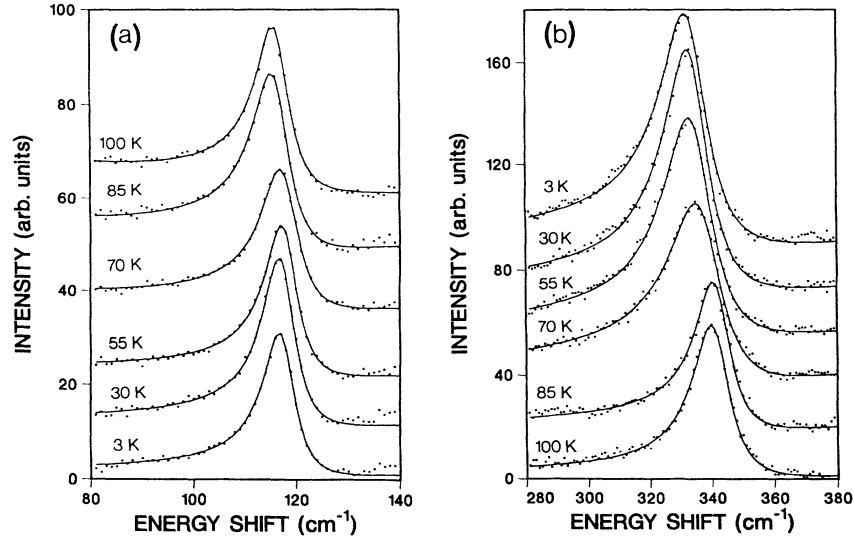 (a)
100
80
60
40
20
0
INTENSITY (arb. units)
100 K
85 K
70 K
55 K
30 K
3 K
80
100
120
140
ENERGY SHIFT (cm⁻¹)
(b)
160
120
80
40
0
INTENSITY (arb. units)
3 K
30 K
55 K
70 K
85 K
100 K
280
300
320
340
360
380
ENERGY SHIFT (cm⁻¹)